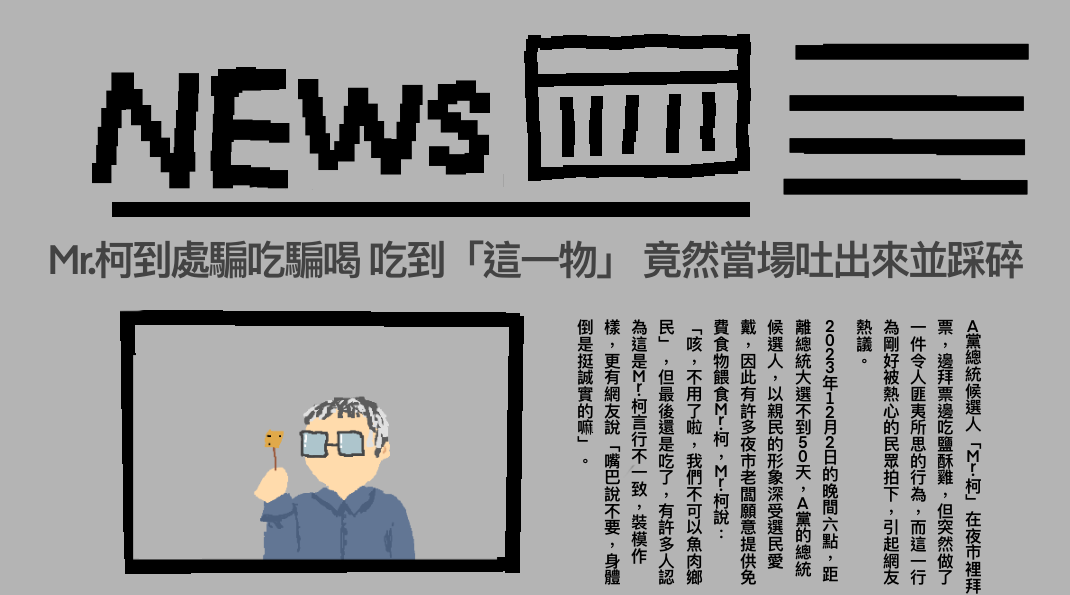 NEWS
Mr.柯到處騙吃騙喝 吃到「這一物」 竟然當場吐出來並踩碎
A黨總統候選人「Mr.柯」在夜市裡拜
票，邊拜票邊吃鹽酥雞，但突然做了
一件令人匪夷所思的行為，而這一行
為剛好被熱心的民眾拍下，引起網友
熱議。
2023年12月2日的晚間六點，距
離總統大選不到50天，A黨的總統
候選人，以親民的形象深受選民愛
戴，因此有許多夜市老闆願意提供免
費食物餵食Mr.柯，Mr.柯說：
「咳，不用了啦，我們不可以魚肉鄉
民」，但最後還是吃了，有許多人認
為這是Mr.柯言行不一致，裝模作
樣，更有網友說「嘴巴說不要，身體
倒是挺誠實的嘛」。